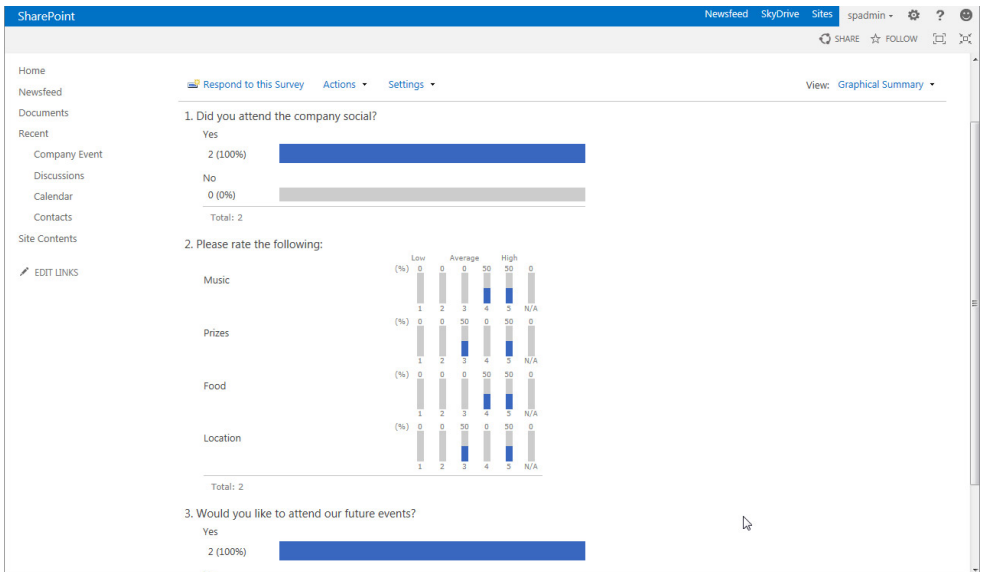 SharePoint
Newsfeed SkyDrive Sites spadmin ?
SHARE FOLLOW
Home
Newsfeed
Documents
Recent
Company Event
Discussions
Calendar
Contacts
Site Contents
EDIT LINKS
Respond to this Survey Actions Settings View: Graphical Summary
1. Did you attend the company social?
Yes
2 (100%)
No
0 (0%)
Total: 2
2. Please rate the following:
Low Average High
Music
(%) 0 0 0 50 50 0
1 2 3 4 5 N/A
Prizes
(%) 0 0 50 0 50 0
1 2 3 4 5 N/A
Food
(%) 0 0 0 50 50 0
1 2 3 4 5 N/A
Location
(%) 0 0 50 0 50 0
1 2 3 4 5 N/A
Total: 2
3. Would you like to attend our future events?
Yes
2 (100%)